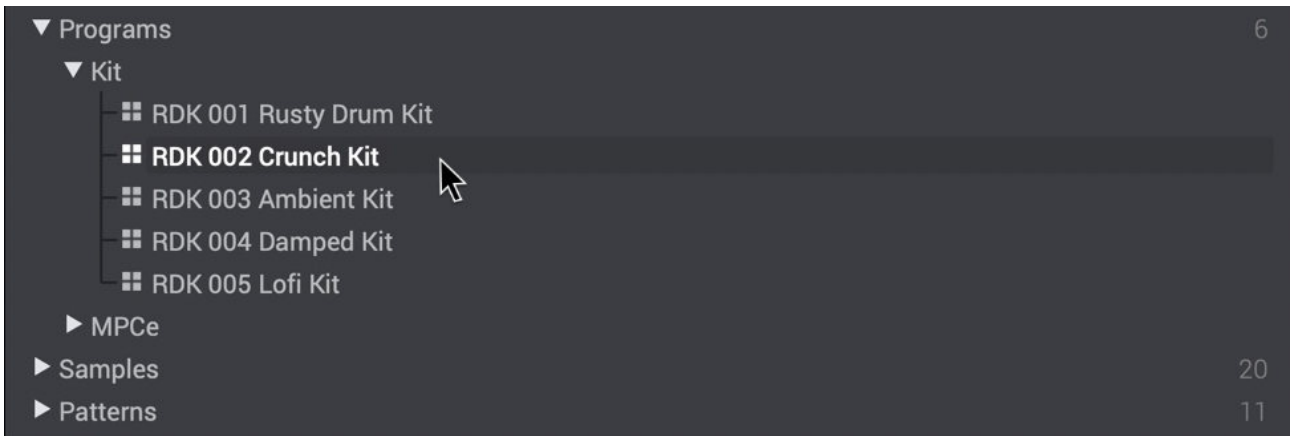 Programs 6
Kit
RDK 001 Rusty Drum Kit
RDK 002 Crunch Kit
RDK 003 Ambient Kit
RDK 004 Damped Kit
RDK 005 Lofi Kit
MPCe
Samples 20
Patterns 11